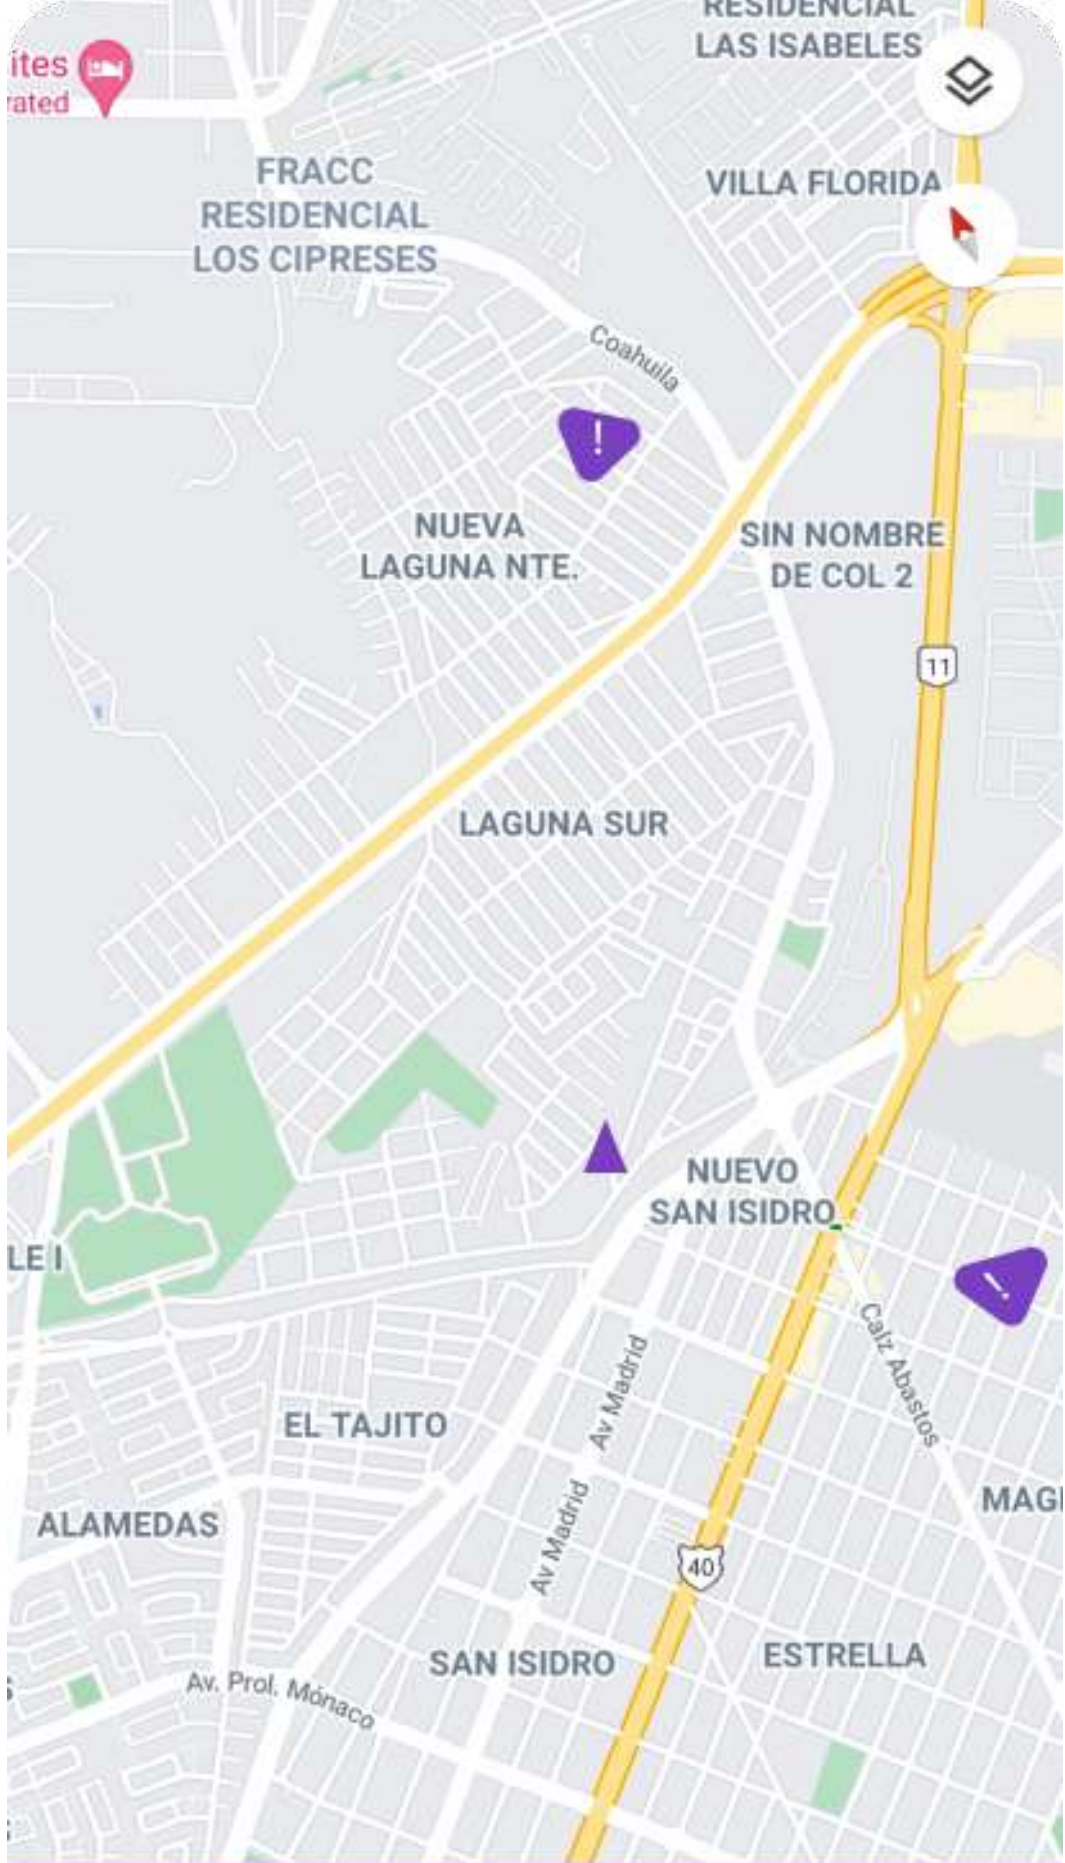 RESIDENCIAL
LAS ISABELES
ites
rated
FRACC
RESIDENCIAL
LOS CIPRESES
VILLA FLORIDA
Coahuila
!
NUEVA
LAGUNA NTE.
SIN NOMBRE
DE COL 2
11
LAGUNA SUR
NUEVO
SAN ISIDRO
LE I
!
Calz Abastos
Av Madrid
EL TAJITO
Av Madrid
MAG
ALAMEDAS
40
SAN ISIDRO
ESTRELLA
Av. Prol. Mónaco